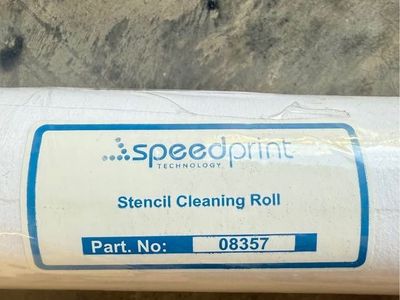 speedprint
TECHNOLOGY
Stencil Cleaning Roll
Part. No: 08357